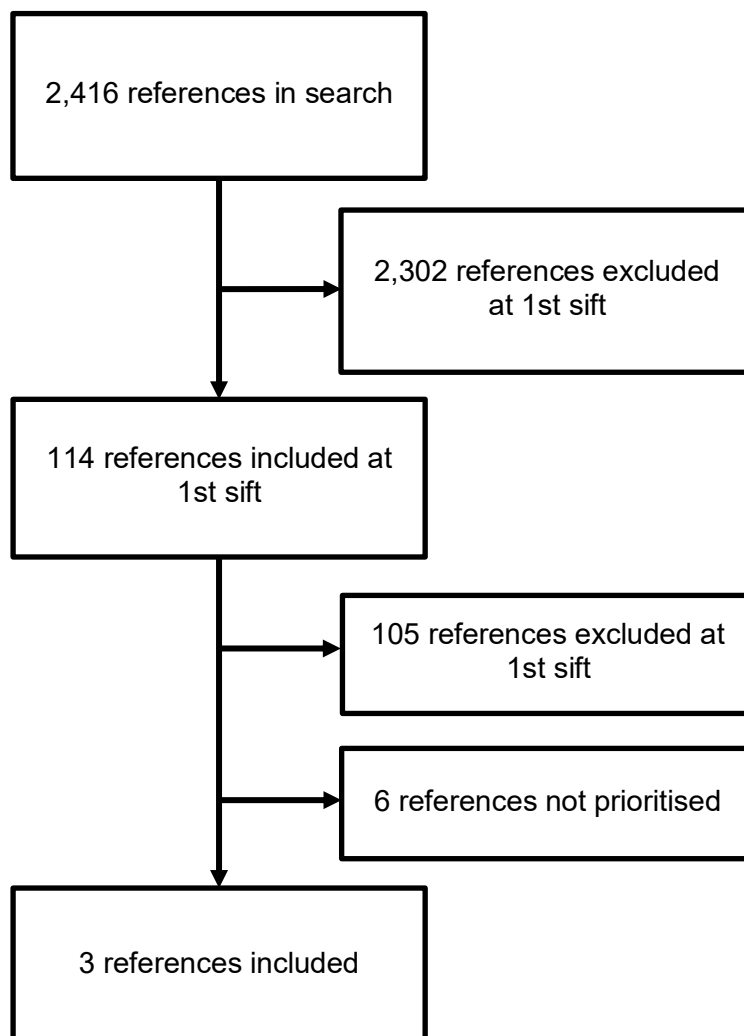 2,416 references in search
2,302 references excluded
at 1st sift
114 references included at
1st sift
105 references excluded at
1st sift
6 references not prioritised
3 references included